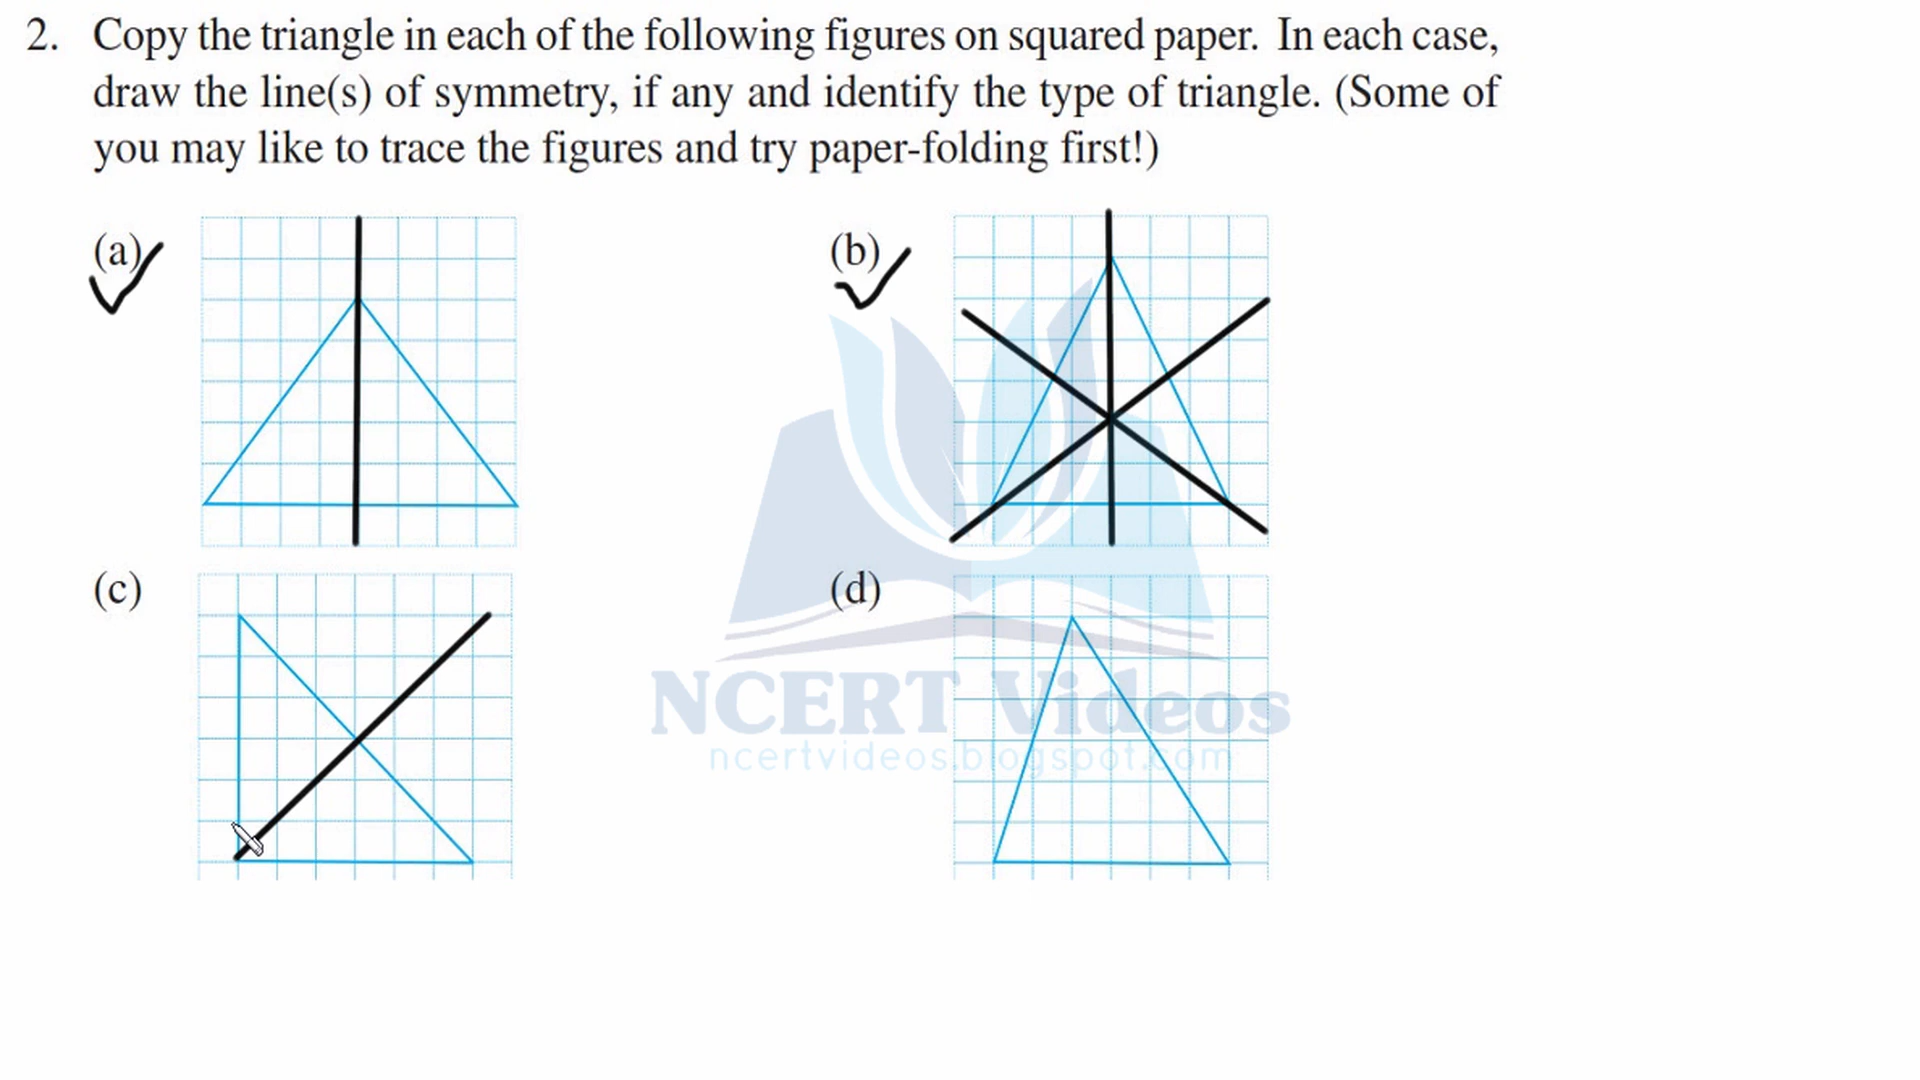 2. Copy the triangle in each of the following figures on squared paper. In each case,
draw the line(s) of symmetry, if any and identify the type of triangle. (Some of
you may like to trace the figures and try paper-folding first!)
(a)
(b)
(c)
(d)
NCERT Videos
ncertvideos.blogspot.com